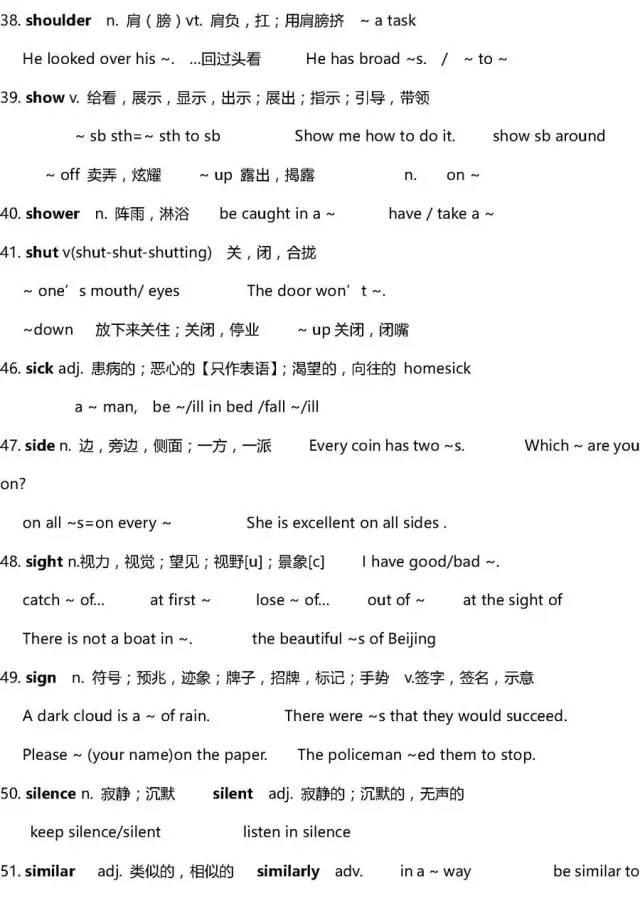 38. shoulder n. 肩（膀）vt. 肩负，扛；用肩膀挤 ~ a task
He looked over his ~. …回过头看 He has broad ~s. / ~ to ~
39. show v. 给看，展示，显示，出示；展出；指示；引导，带领
~ sb sth=~ sth to sb Show me how to do it. show sb around
~ off 卖弄，炫耀 ~ up 露出，揭露 n. on ~
40. shower n. 阵雨，淋浴 be caught in a ~ have / take a ~
41. shut v(shut-shut-shutting) 关，闭，合拢
~ one’s mouth/ eyes The door won’t ~.
~down 放下来关住；关闭，停业 ~ up关闭，闭嘴
46. sick adj. 患病的；恶心的【只作表语】；渴望的，向往的 homesick
a ~ man, be ~/ill in bed /fall ~/ill
47. side n. 边，旁边，侧面；一方，一派 Every coin has two ~s. Which ~ are you
on?
on all ~s=on every ~ She is excellent on all sides .
48. sight n.视力，视觉；望见；视野[u]；景象[c] I have good/bad ~.
catch ~ of... at first ~ lose ~ of... out of ~ at the sight of
There is not a boat in ~. the beautiful ~s of Beijing
49. sign n. 符号；预兆，迹象；牌子，招牌，标记；手势 v.签字，签名，示意
A dark cloud is a ~ of rain. There were ~s that they would succeed.
Please ~ (your name)on the paper. The policeman ~ed them to stop.
50. silence n. 寂静；沉默 silent adj. 寂静的；沉默的，无声的
keep silence/silent listen in silence
51. similar adj. 类似的，相似的 similarly adv. in a ~ way be similar to